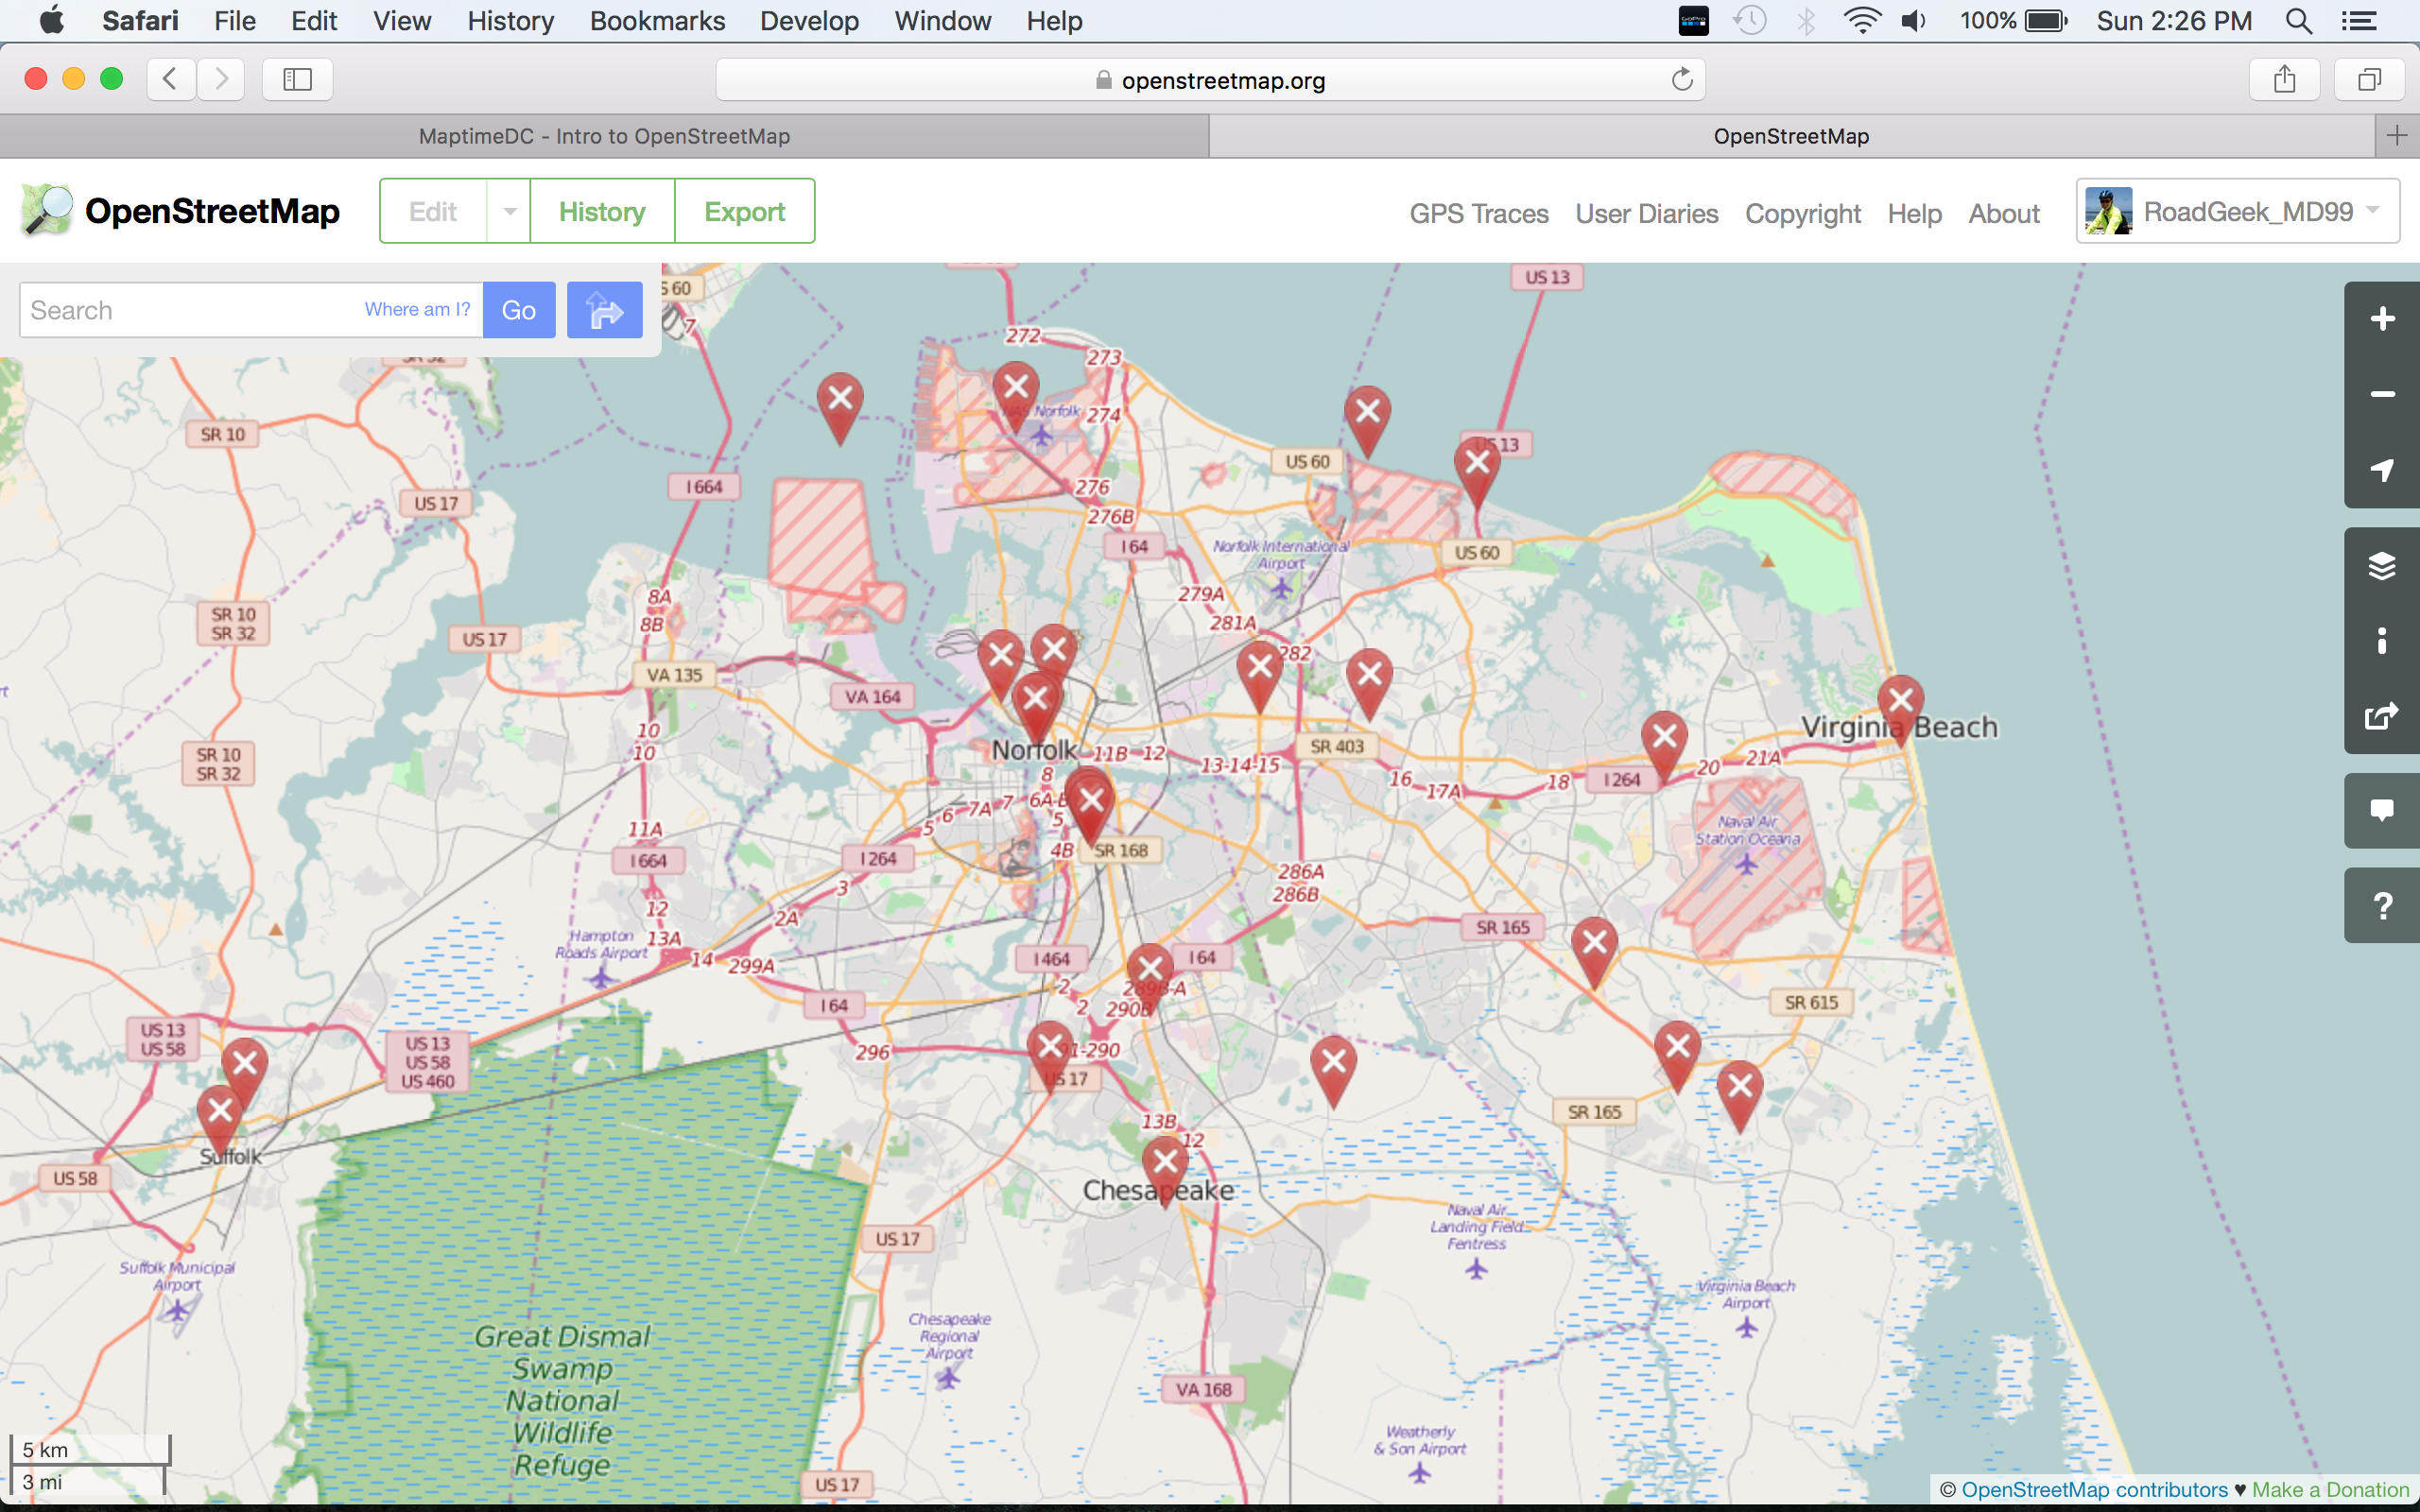 Safari File Edit View History Bookmarks Develop Window Help
GoPro 100% Sun 2:26 PM
openstreetmap.org
MaptimeDC - Intro to OpenStreetMap
OpenStreetMap
OpenStreetMap
Edit History Export
GPS Traces User Diaries Copyright Help About RoadGeek_MD99
Search Where am I? Go
US 13
7
272
273
SR 10
274
US 13
US 60
I 664
276
US 17
276B
I 64
Norfolk International
Airport
US 60
279A
8A
8B
SR 10
SR 32
281A
US 17
282
VA 135
VA 164
Virginia Beach
10
10
Norfolk
11B 12
SR 403
SR 10
SR 32
13-14-15
21A
20
16
17A
18
I 264
8
7
7A
6
5
5
11A
Naval Air
Station Oceana
4B
SR 168
I 264
I 664
286A
286B
3
12
2A
13A
SR 165
Hampton
Roads Airport
14
299A
I 464
I 64
2
2
290B
I 64
SR 615
US 13
US 58
US 13
US 58
US 460
296
US 17
13B
12
SR 165
Suffolk
US 58
Chesapeake
US 17
Naval Air
Landing Field
Fentress
Suffolk Municipal
Airport
Virginia Beach
Airport
Chesapeake
Regional
Airport
Great Dismal
Swamp
National
Wildlife
Refuge
VA 168
Weatherly
& Son Airport
US 17
5 km
3 mi
© OpenStreetMap contributors ♥ Make a Donation